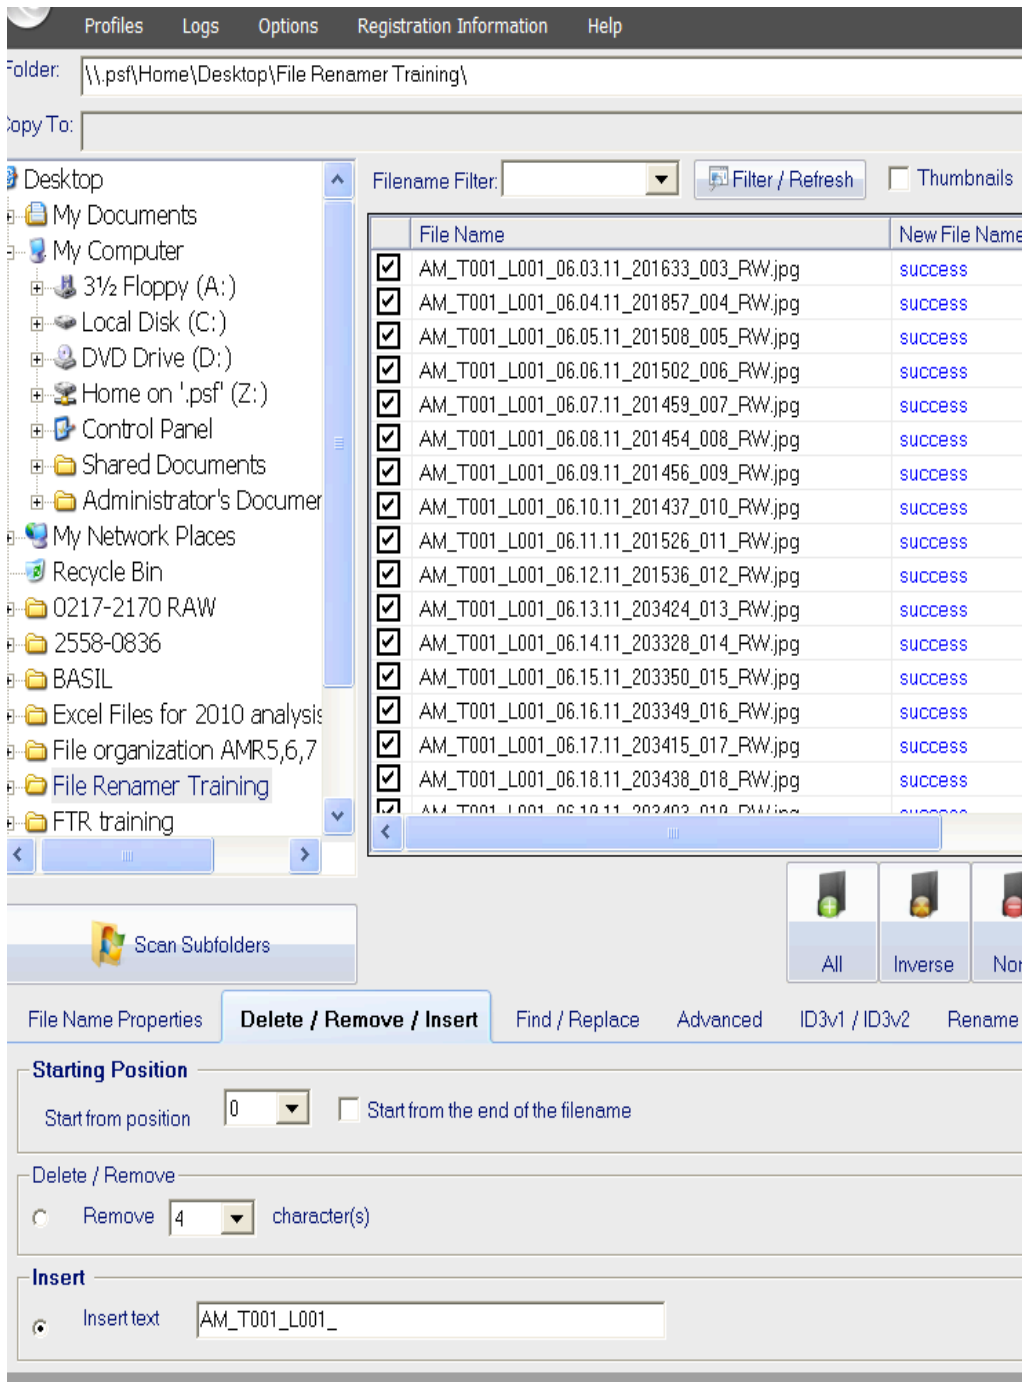 Profiles Logs Options Registration Information Help
Folder: \\.psf\Home\Desktop\File Renamer Training\
Copy To:
Desktop
My Documents
My Computer
3½ Floppy (A:)
Local Disk (C:)
DVD Drive (D:)
Home on '.psf' (Z:)
Control Panel
Shared Documents
Administrator's Documer
My Network Places
Recycle Bin
0217-2170 RAW
2558-0836
BASIL
Excel Files for 2010 analysis
File organization AMR5,6,7
File Renamer Training
FTR training
Filename Filter: Filter / Refresh Thumbnails
File Name New File Name
AM_T001_L001_06.03.11_201633_003_RW.jpg success
AM_T001_L001_06.04.11_201857_004_RW.jpg success
AM_T001_L001_06.05.11_201508_005_RW.jpg success
AM_T001_L001_06.06.11_201502_006_RW.jpg success
AM_T001_L001_06.07.11_201459_007_RW.jpg success
AM_T001_L001_06.08.11_201454_008_RW.jpg success
AM_T001_L001_06.09.11_201456_009_RW.jpg success
AM_T001_L001_06.10.11_201437_010_RW.jpg success
AM_T001_L001_06.11.11_201526_011_RW.jpg success
AM_T001_L001_06.12.11_201536_012_RW.jpg success
AM_T001_L001_06.13.11_203424_013_RW.jpg success
AM_T001_L001_06.14.11_203328_014_RW.jpg success
AM_T001_L001_06.15.11_203350_015_RW.jpg success
AM_T001_L001_06.16.11_203349_016_RW.jpg success
AM_T001_L001_06.17.11_203415_017_RW.jpg success
AM_T001_L001_06.18.11_203438_018_RW.jpg success
AM_T001_L001_06.19.11_203403_019_RW.jpg success
Scan Subfolders
All Inverse Non
File Name Properties Delete / Remove / Insert Find / Replace Advanced ID3v1 / ID3v2 Rename
Starting Position
Start from position 0 Start from the end of the filename
Delete / Remove
Remove 4 character(s)
Insert
Insert text AM_T001_L001_